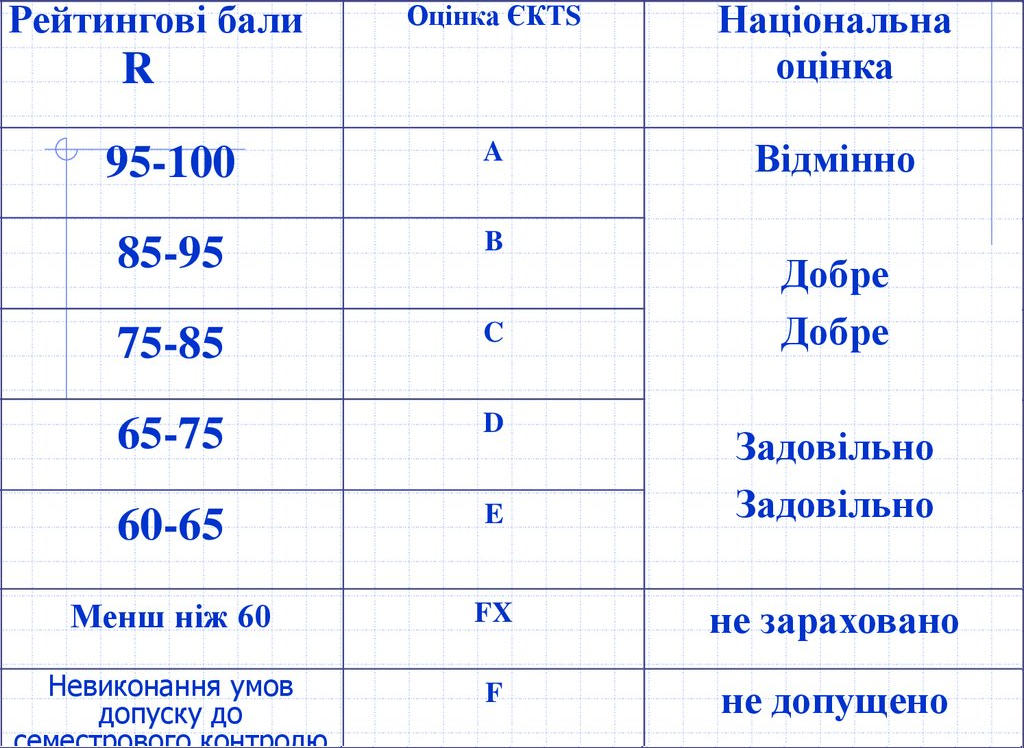 Рейтингові бали
R
Оцінка ЄКТS
Національна
оцінка
95-100
A
Відмінно
85-95
B
Добре
75-85
C
Добре
65-75
D
Задовільно
60-65
E
Задовільно
Менш ніж 60
FX
не зараховано
Невиконання умов
допуску до
семестрового контролю
F
не допущено